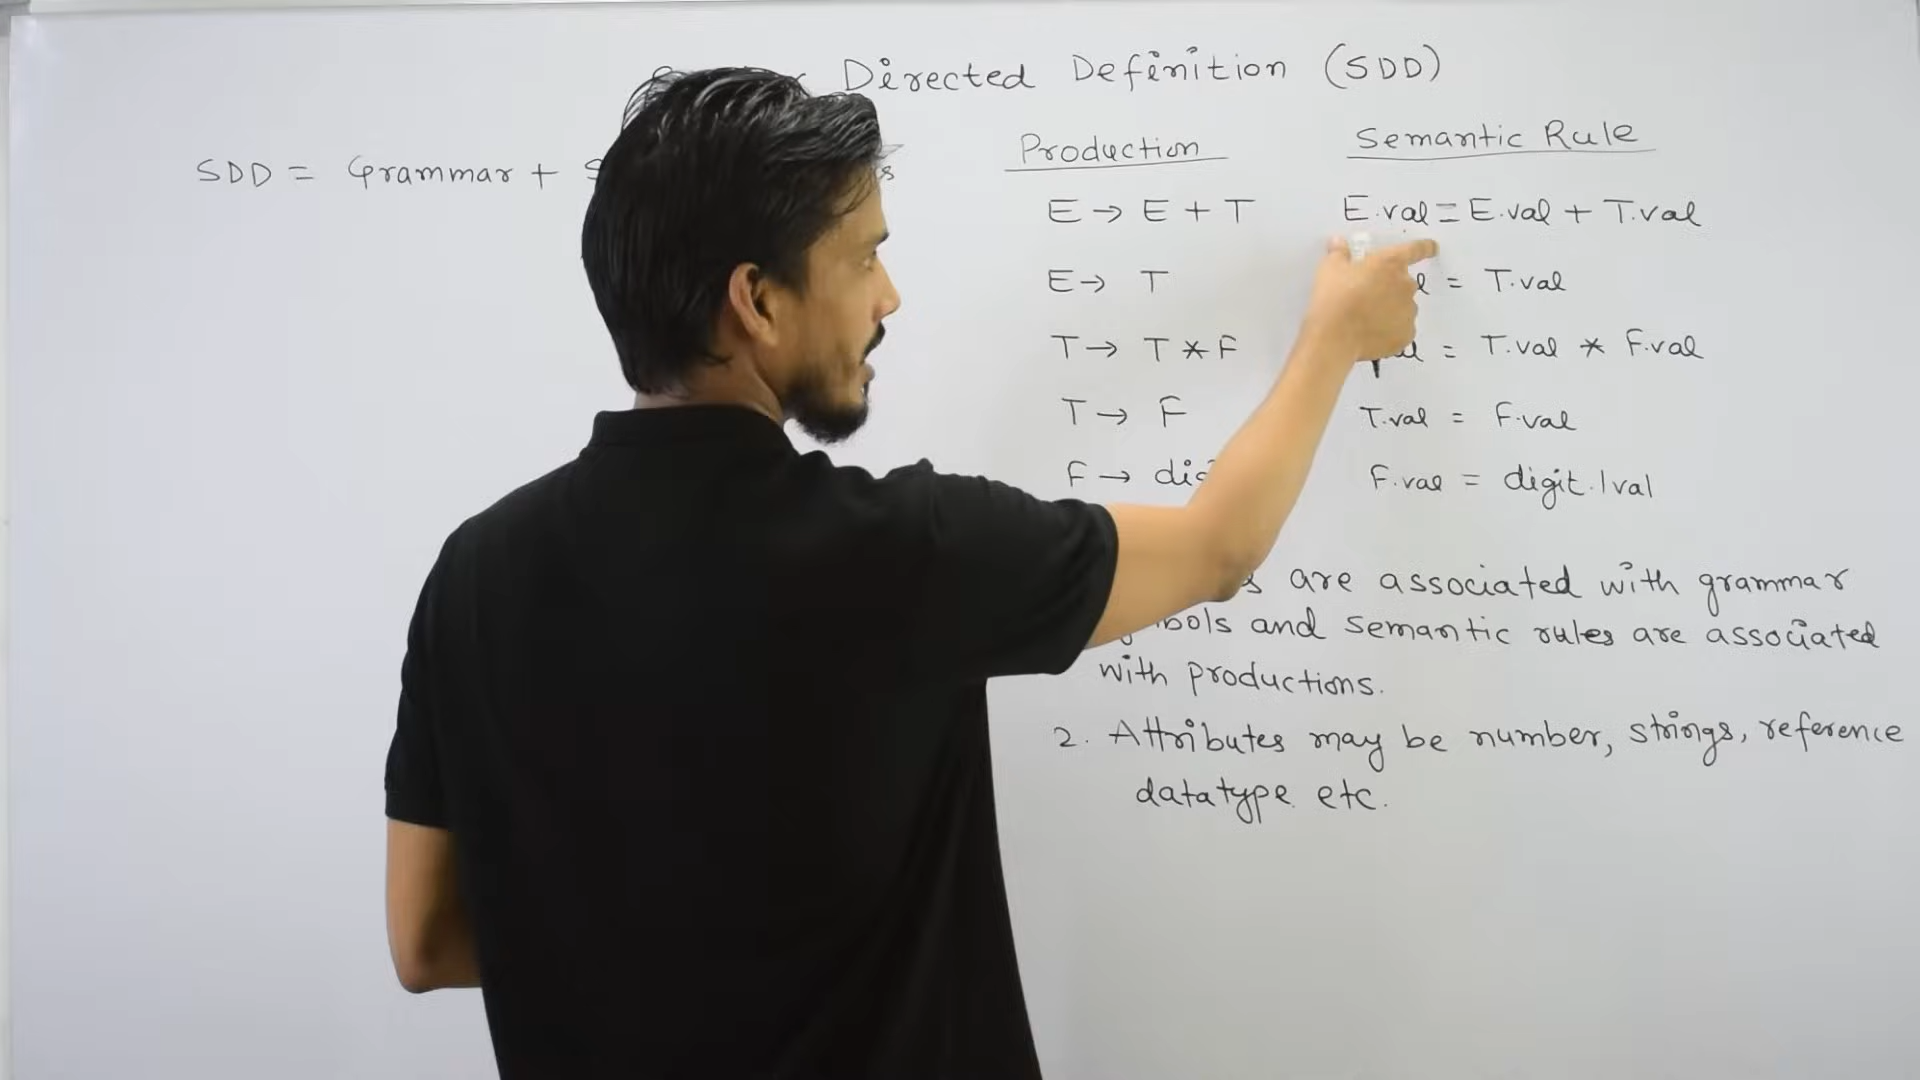 Directed Definition (SDD)
SDD = Grammar +
Production
Semantic Rule
E → E + T
E.val = E.val + T.val
E → T
= T.val
T → T * F
= T.val * F.val
T → F
T.val = F.val
F →
F.val = digit.lval
are associated with grammar
and semantic rules are associated
with productions.
2. Attributes may be number, strings, reference
datatype etc.